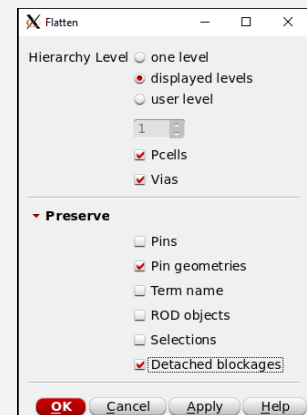 Flatten
Hierarchy Level one level
displayed levels
user level
1
Pcells
Vias
Preserve
Pins
Pin geometries
Term name
ROD objects
Selections
Detached blockages
OK Cancel Apply Help